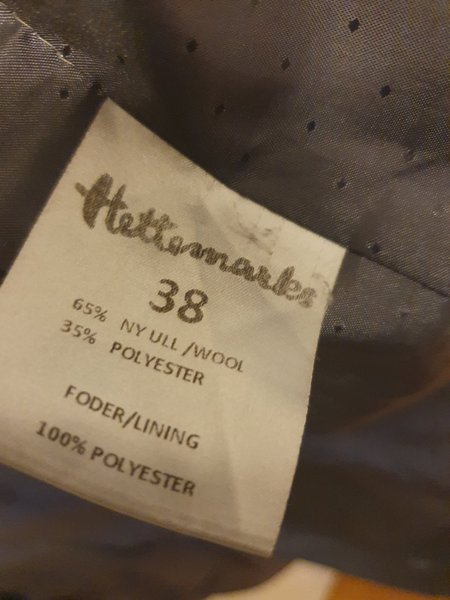 Hettemarks
38
65% NY ULL/WOOL
35% POLYESTER
FODER/LINING
100% POLYESTER